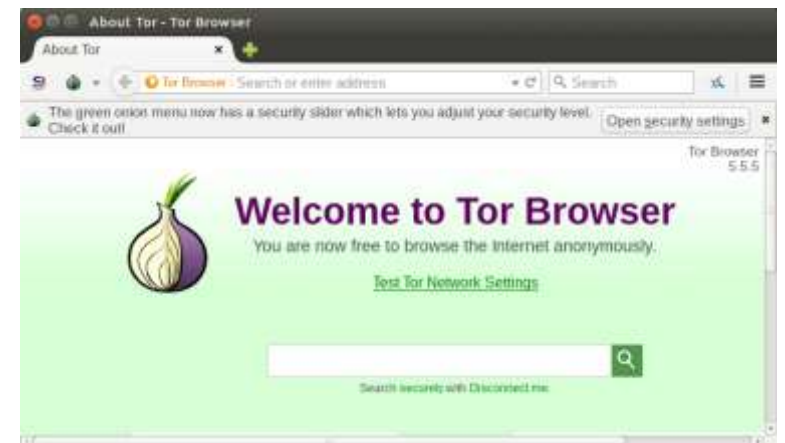 About Tor - Tor Browser
About Tor
Tor Browser Search or enter address
Search
The green onion menu now has a security slider which lets you adjust your security level.
Check it out!
Open security settings
Tor Browser
5.5.5
Welcome to Tor Browser
You are now free to browse the Internet anonymously.
Test Tor Network Settings
Search securely with Disconnect.me.